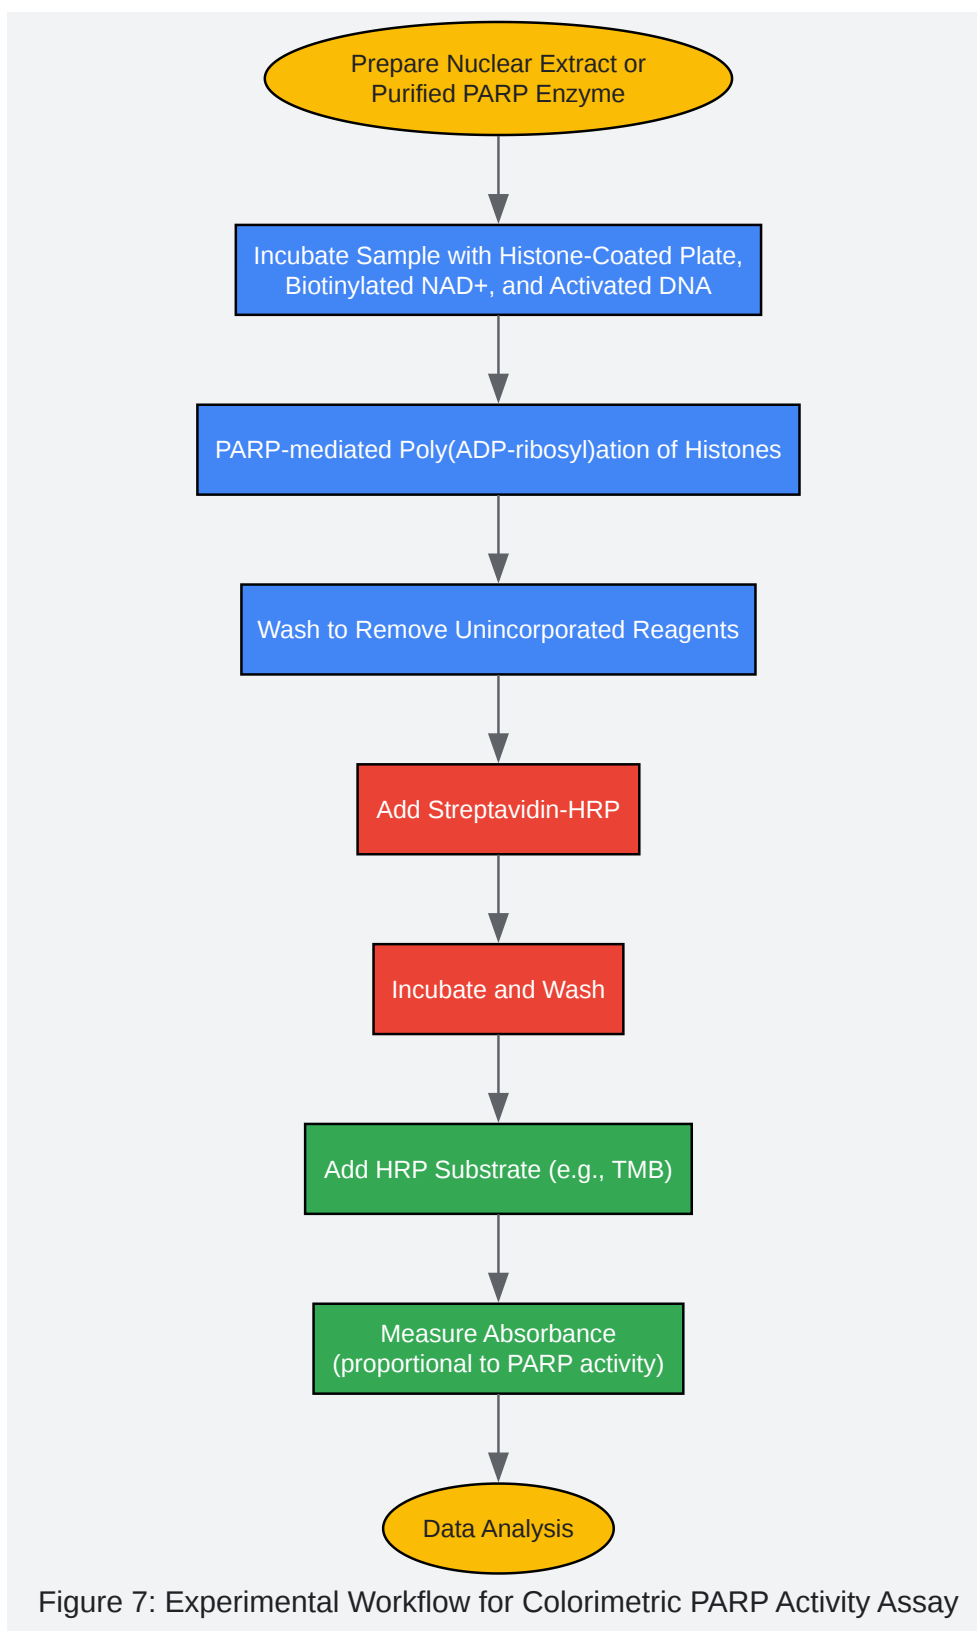 Prepare Nuclear Extract or
Purified PARP Enzyme
Incubate Sample with Histone-Coated Plate,
Biotinylated NAD+, and Activated DNA
PARP-mediated Poly(ADP-ribosyl)ation of Histones
Wash to Remove Unincorporated Reagents
Add Streptavidin-HRP
Incubate and Wash
Add HRP Substrate (e.g., TMB)
Measure Absorbance
(proportional to PARP activity)
Data Analysis
Figure 7: Experimental Workflow for Colorimetric PARP Activity Assay